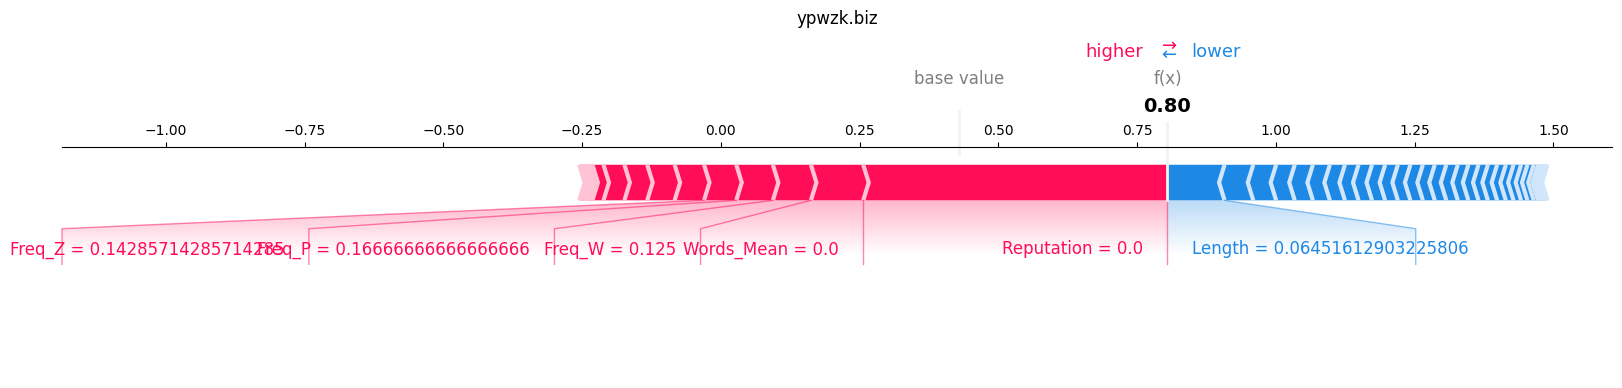 ypwzk.biz
higher ⇄ lower
base value f(x)
0.80
−1.00 −0.75 −0.50 −0.25 0.00 0.25 0.50 0.75 1.00 1.25 1.50
Freq_Z = 0.14285714285714285 Freq_P = 0.16666666666666666 Freq_W = 0.125 Words_Mean = 0.0 Reputation = 0.0 Length = 0.06451612903225806